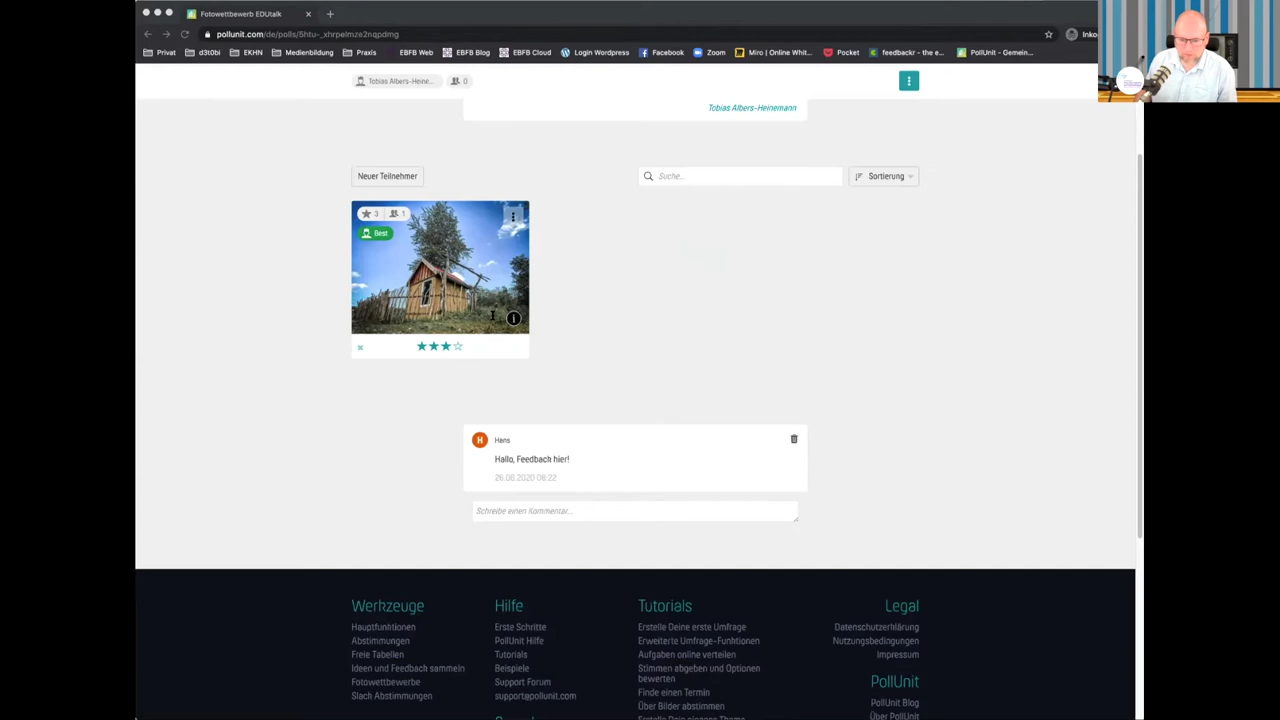 Fotowettbewerb EDUtalk
pollunit.com/de/polls/5htu-_xhrpelmze2nqpdmg
Inko
Privat d3t0bi EKHN Medienbildung Praxis EBFB Web EBFB Blog EBFB Cloud Login Wordpress Facebook Zoom Miro | Online Whit... Pocket feedbackr - the e... PollUnit - Gemein...
Tobias Albers-Heine... 0
Tobias Albers-Heinemann
Neuer Teilnehmer Suche... Sortierung
3 1
Best
Hans
Hallo, Feedback hier!
26.08.2020 08:22
Schreibe einen Kommentar...
Werkzeuge
Hauptfunktionen
Abstimmungen
Freie Tabellen
Ideen und Feedback sammeln
Fotowettbewerbe
Slack Abstimmungen
Hilfe
Erste Schritte
PollUnit Hilfe
Tutorials
Beispiele
Support Forum
support@pollunit.com
Tutorials
Erstelle Deine erste Umfrage
Erweiterte Umfrage-Funktionen
Aufgaben online verteilen
Stimmen abgeben und Optionen
bewerten
Finde einen Termin
Über Bilder abstimmen
Erstelle Dein eigenes Theme
Legal
Datenschutzerklärung
Nutzungsbedingungen
Impressum
PollUnit
PollUnit Blog
Über PollUnit